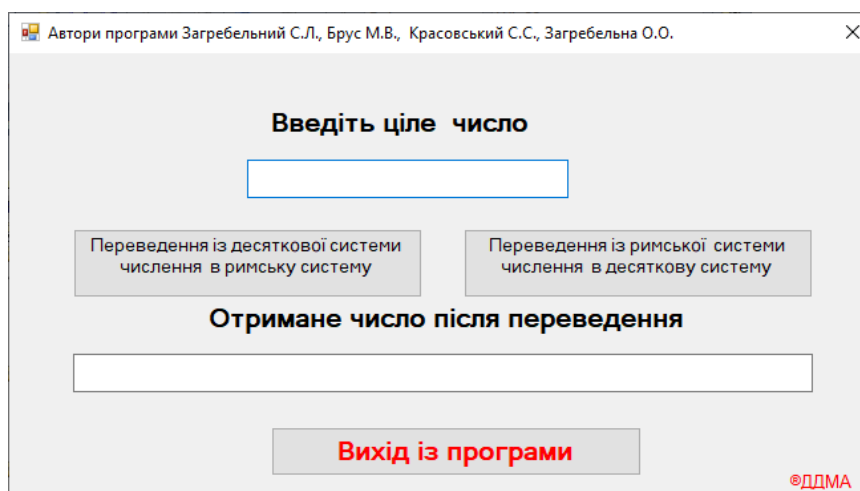 Автори програми Загребельний С.Л., Брус М.В., Красовський С.С., Загребельна О.О.
Введіть ціле число
Переведення із десяткової системи
числення в римську систему
Переведення із римської системи
числення в десяткову систему
Отримане число після переведення
Вихід із програми
®ДДМА